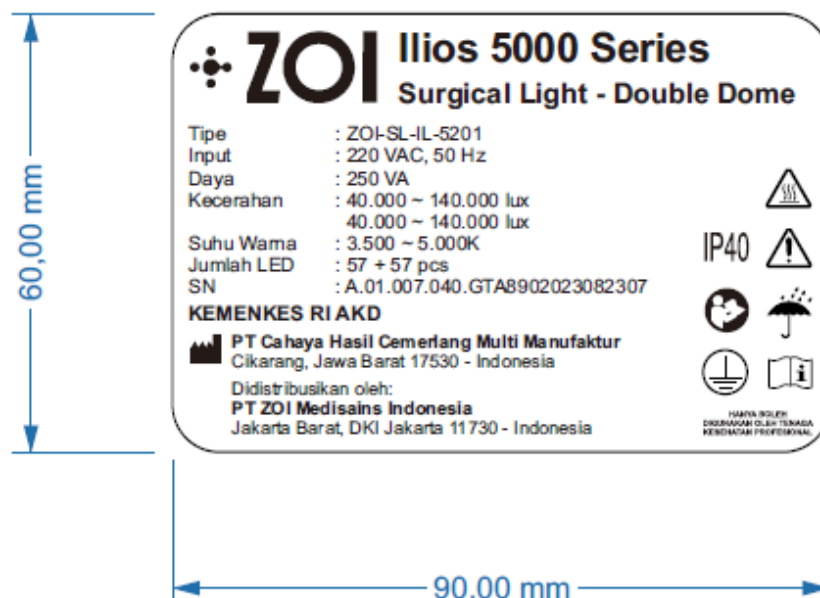 ZOI
Ilios 5000 Series
Surgical Light - Double Dome
Tipe : ZOI-SL-IL-5201
Input : 220 VAC, 50 Hz
Daya : 250 VA
Kecerahan : 40.000 ~ 140.000 lux
40.000 ~ 140.000 lux
Suhu Warna : 3.500 ~ 5.000K
Jumlah LED : 57 + 57 pcs
SN : A.01.007.040.GTA8902023082307
KEMENKES RI AKD
PT Cahaya Hasil Cemerlang Multi Manufaktur
Cikarang, Jawa Barat 17530 - Indonesia
Didistribusikan oleh:
PT ZOI Medisains Indonesia
Jakarta Barat, DKI Jakarta 11730 - Indonesia
IP40
HANYA BOLEH
DIGUNAKAN OLEH TENAGA
KESEHATAN PROFESIONAL
60,00 mm
90,00 mm